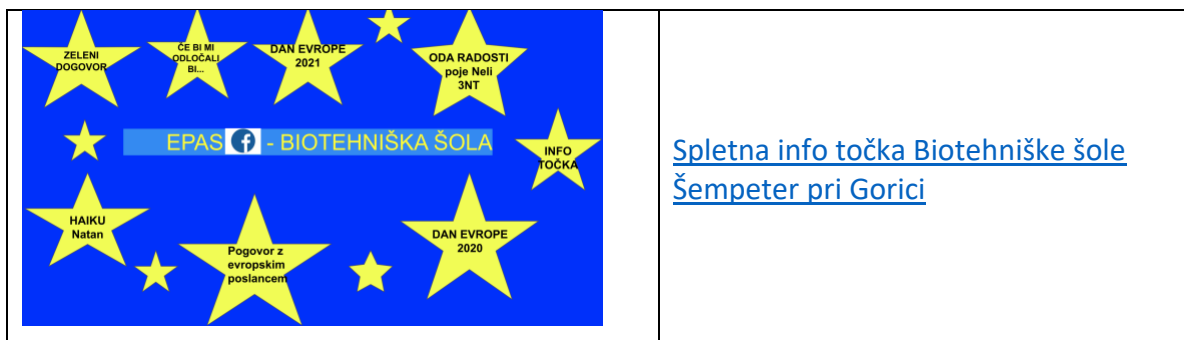 ZELENI
DOGOVOR
ČE BI MI
ODLOČALI
BI...
DAN EVROPE
2021
ODA RADOSTI
poje Neli
3NT
EPAS f - BIOTEHNIŠKA ŠOLA
INFO
TOČKA
HAIKU
Natan
Pogovor z
evropskim
poslancem
DAN EVROPE
2020
Spletna info točka Biotehniške šole
Šempeter pri Gorici